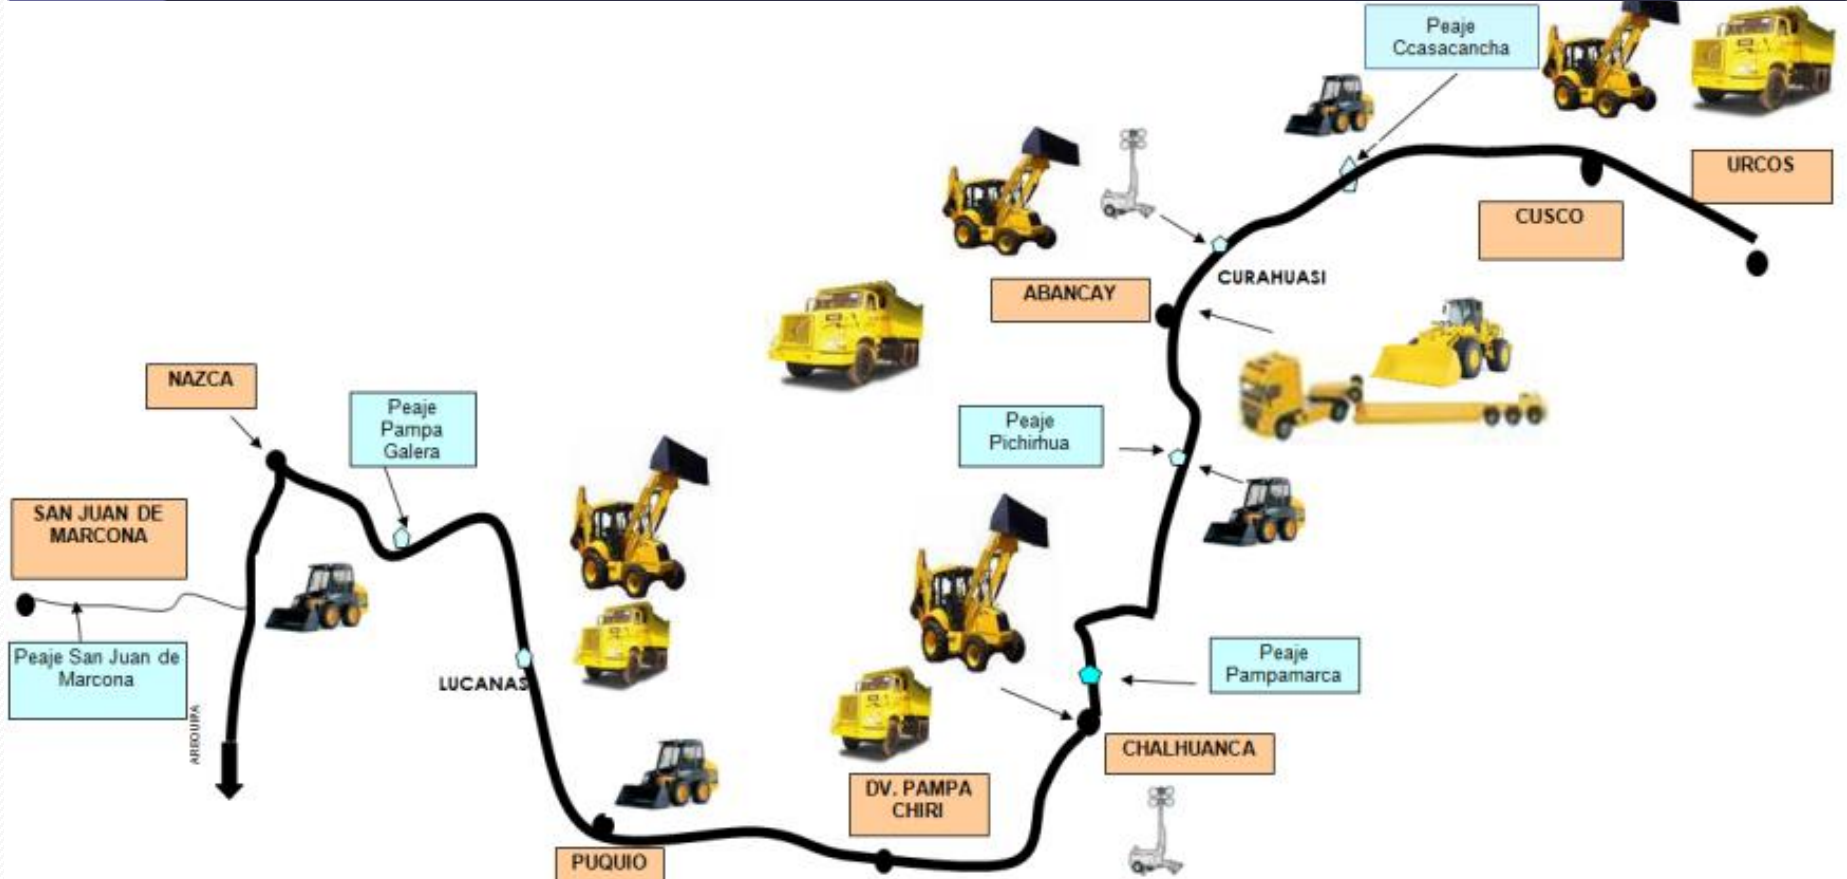 Peaje
Ccasacancha
URCOS
CUSCO
CURAHUASI
ABANCAY
NAZCA
Peaje
Pampa
Galera
Peaje
Pichirhua
SAN JUAN DE
MARCONA
Peaje San Juan de
Marcona
LUCANAS
Peaje
Pampamarca
AREQUIPA
CHALHUANCA
DV. PAMPA
CHIRI
PUQUIO